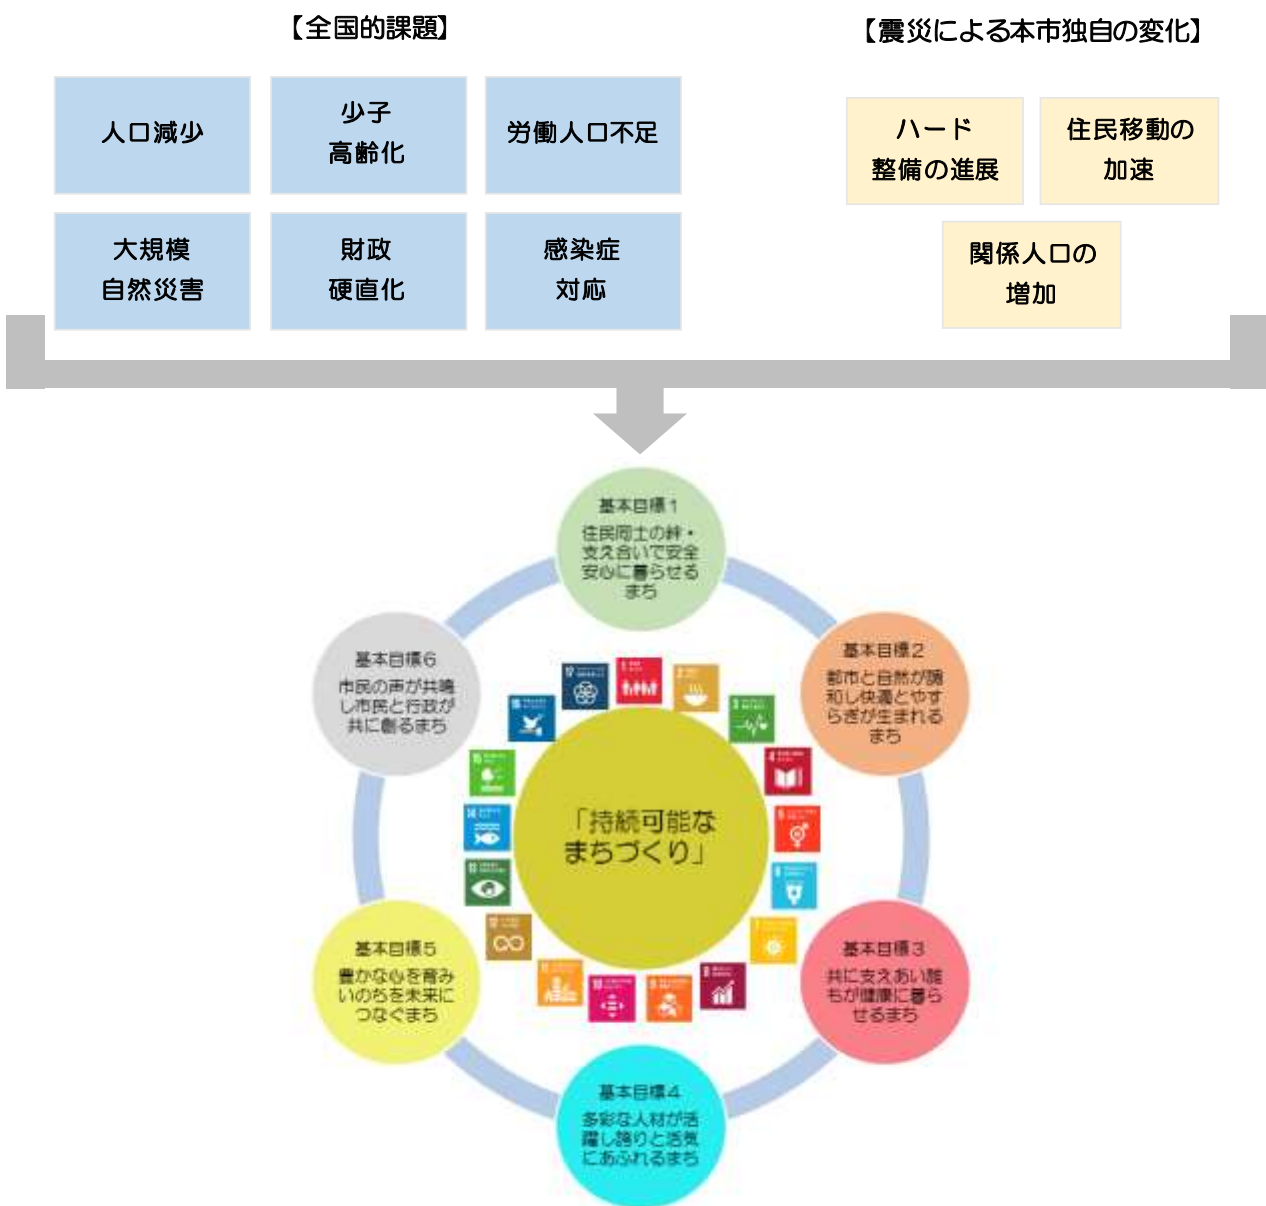 【全国的課題】
【震災による本市独自の変化】
人口減少
少子
高齢化
労働人口不足
大規模
自然災害
財政
硬直化
感染症
対応
ハード
整備の進展
住民移動の
加速
関係人口の
増加
基本目標1
住民同士の絆・
支え合いで安全
安心に暮らせる
まち
基本目標2
都市と自然が調
和し快適とやす
らぎが生まれる
まち
基本目標3
共に支えあい誰
もが健康に暮ら
せるまち
基本目標4
多彩な人材が活
躍し誇りと活気
にあふれるまち
基本目標5
豊かな心を育み
いのちを未来に
つなぐまち
基本目標6
市民の声が共鳴
し市民と行政が
共に創るまち
「持続可能な
まちづくり」